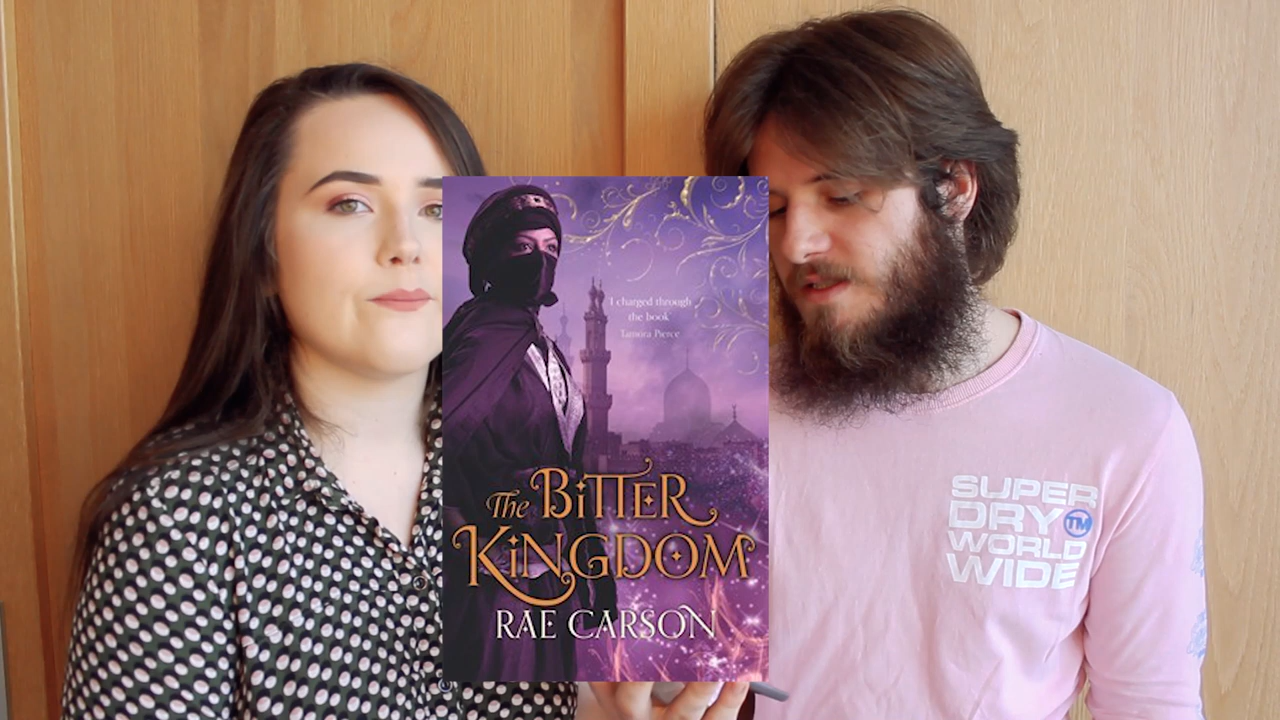 'I charged through
the book'
Tamora Pierce
The BiTTER
KiNGDOM
RAE CARSON
SUPER
DRY TM
WORLD
WIDE